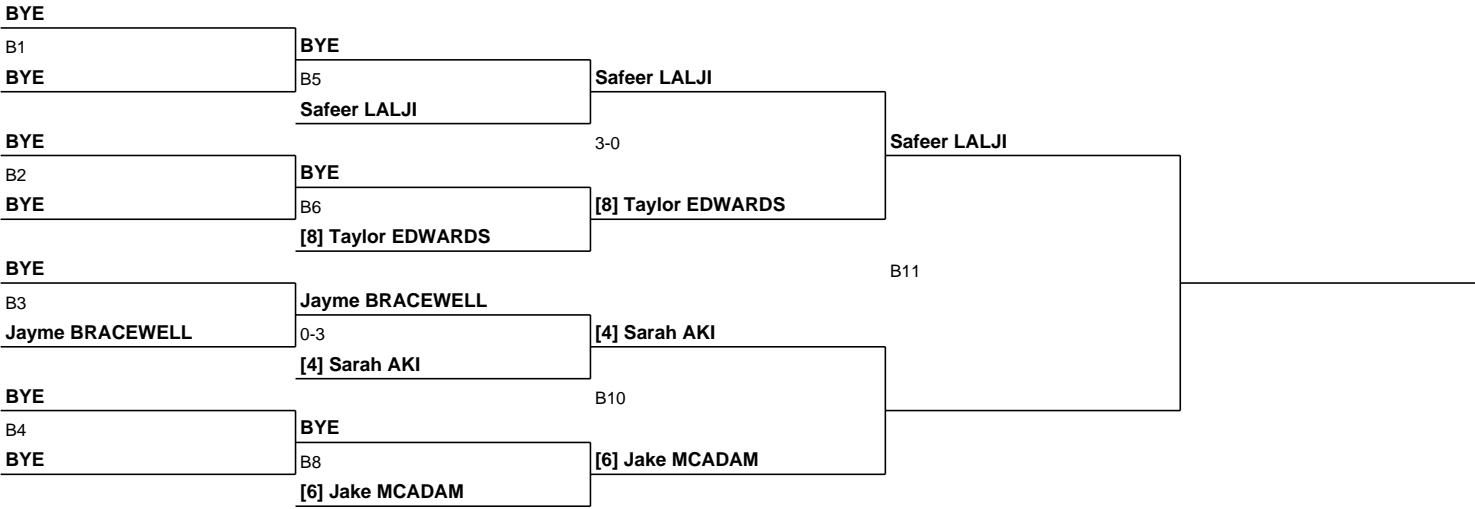 BYE
B1
BYE
BYE
B5
Safeer LALJI
Safeer LALJI
BYE
3-0
Safeer LALJI
B2
BYE
BYE
B6
[8] Taylor EDWARDS
[8] Taylor EDWARDS
BYE
B11
B3
Jayme BRACEWELL
Jayme BRACEWELL
0-3
[4] Sarah AKI
[4] Sarah AKI
BYE
B10
B4
BYE
BYE
B8
[6] Jake MCADAM
[6] Jake MCADAM